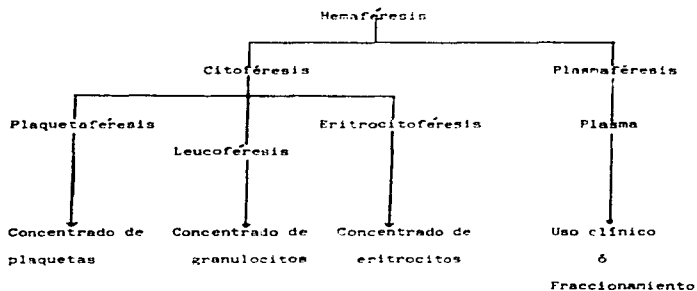 Hemaféresis
Citoféresis Plasmaféresis
Plaquetoféresis Eritrocitoféresis Plasma
Leucoféresis
Concentrado de Concentrado de Concentrado de Uso clínico
plaquetas granulocitos eritrocitos ó
Fraccionamiento